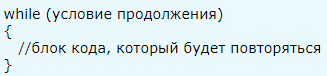 while (условие продолжения)
{
  //блок кода, который будет повторяться
}